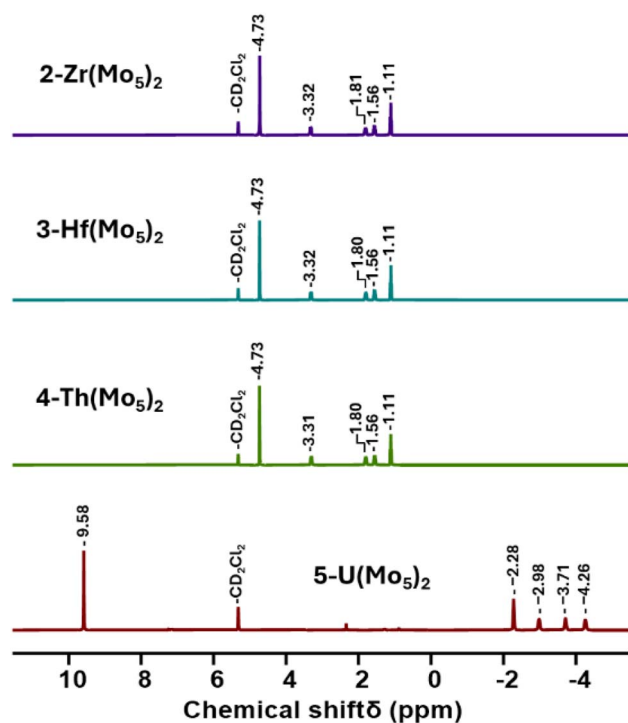 2-Zr(Mo₅)₂
-CD₂Cl₂
-4.73
-3.32
-1.81
-1.56
-1.11
3-Hf(Mo₅)₂
-CD₂Cl₂
-4.73
-3.32
-1.80
-1.56
-1.11
4-Th(Mo₅)₂
-CD₂Cl₂
-4.73
-3.31
-1.80
-1.56
-1.11
5-U(Mo₅)₂
-9.58
-CD₂Cl₂
-2.28
-2.98
-3.71
-4.26
10 8 6 4 2 0 -2 -4
Chemical shiftδ (ppm)